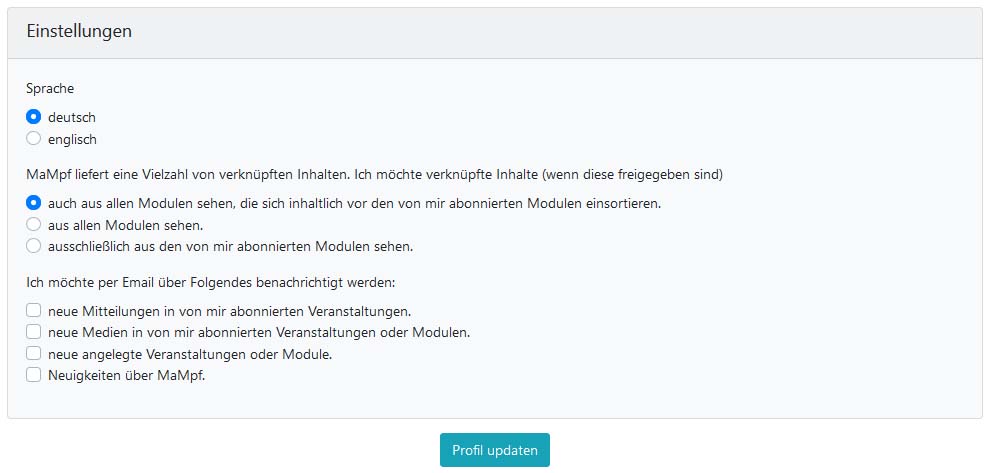 Einstellungen
Sprache
deutsch
englisch
MaMpf liefert eine Vielzahl von verknüpften Inhalten. Ich möchte verknüpfte Inhalte (wenn diese freigegeben sind)
auch aus allen Modulen sehen, die sich inhaltlich vor den von mir abonnierten Modulen einsortieren.
aus allen Modulen sehen.
ausschließlich aus den von mir abonnierten Modulen sehen.
Ich möchte per Email über Folgendes benachrichtigt werden:
neue Mitteilungen in von mir abonnierten Veranstaltungen.
neue Medien in von mir abonnierten Veranstaltungen oder Modulen.
neue angelegte Veranstaltungen oder Module.
Neuigkeiten über MaMpf.
Profil updaten